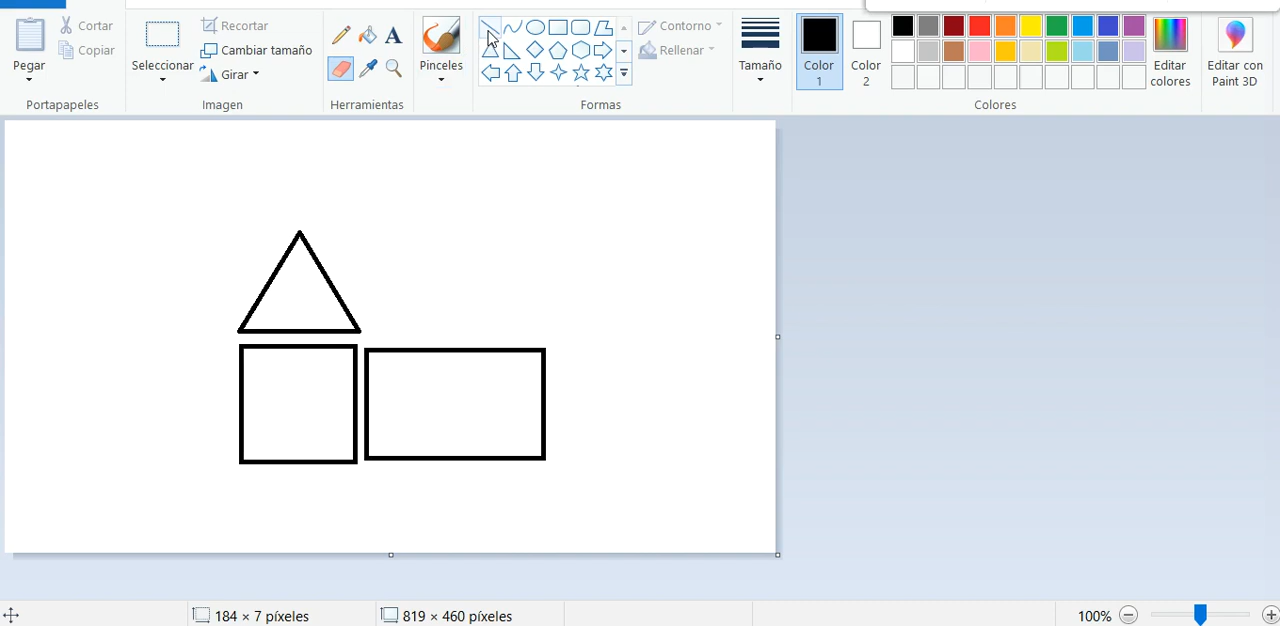 Pegar
Cortar
Copiar
Portapapeles
Seleccionar
Recortar
Cambiar tamaño
Girar
Imagen
A
Herramientas
Pinceles
Formas
Contorno
Rellenar
Tamaño
Color
1
Color
2
Colores
Editar
colores
Editar con
Paint 3D
184 × 7 píxeles
819 × 460 píxeles
100%